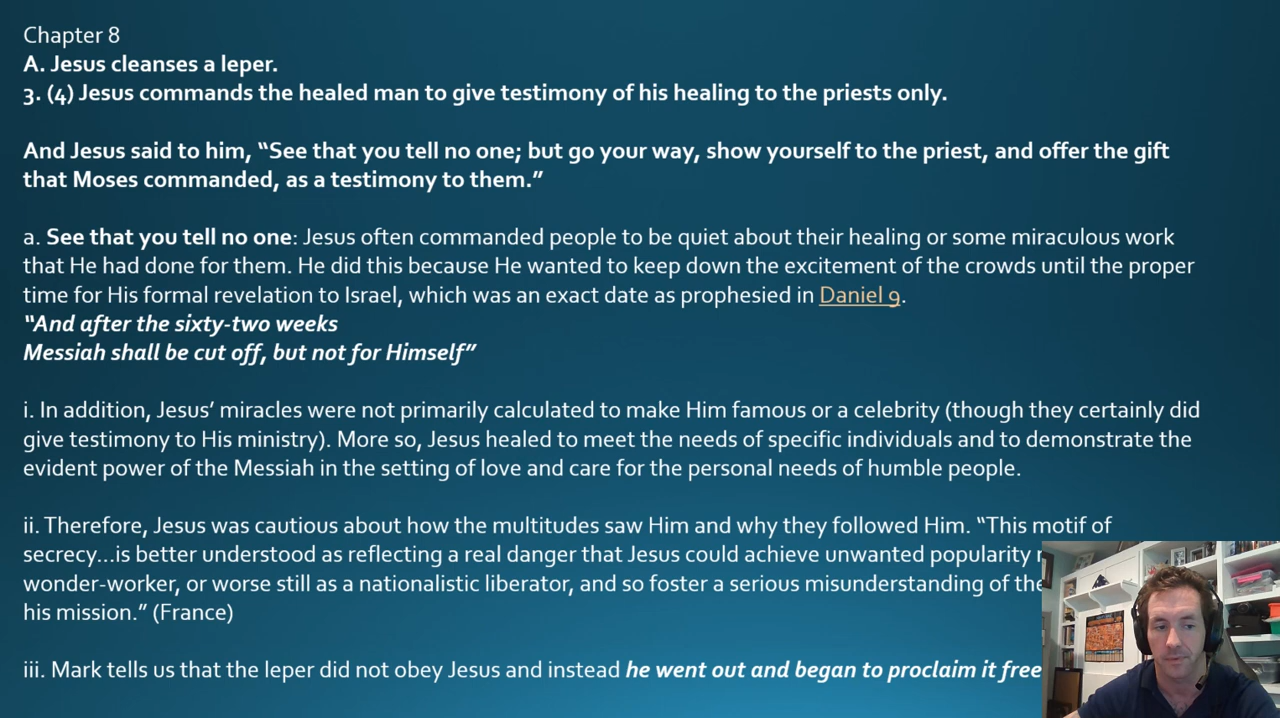 Chapter 8
A. Jesus cleanses a leper.
3. (4) Jesus commands the healed man to give testimony of his healing to the priests only.
And Jesus said to him, “See that you tell no one; but go your way, show yourself to the priest, and offer the gift
that Moses commanded, as a testimony to them.”
a. See that you tell no one: Jesus often commanded people to be quiet about their healing or some miraculous work
that He had done for them. He did this because He wanted to keep down the excitement of the crowds until the proper
time for His formal revelation to Israel, which was an exact date as prophesied in Daniel 9.
“And after the sixty-two weeks
Messiah shall be cut off, but not for Himself”
i. In addition, Jesus’ miracles were not primarily calculated to make Him famous or a celebrity (though they certainly did
give testimony to His ministry). More so, Jesus healed to meet the needs of specific individuals and to demonstrate the
evident power of the Messiah in the setting of love and care for the personal needs of humble people.
ii. Therefore, Jesus was cautious about how the multitudes saw Him and why they followed Him. “This motif of
secrecy…is better understood as reflecting a real danger that Jesus could achieve unwanted popularity
wonder-worker, or worse still as a nationalistic liberator, and so foster a serious misunderstanding of the
his mission.” (France)
iii. Mark tells us that the leper did not obey Jesus and instead he went out and began to proclaim it free